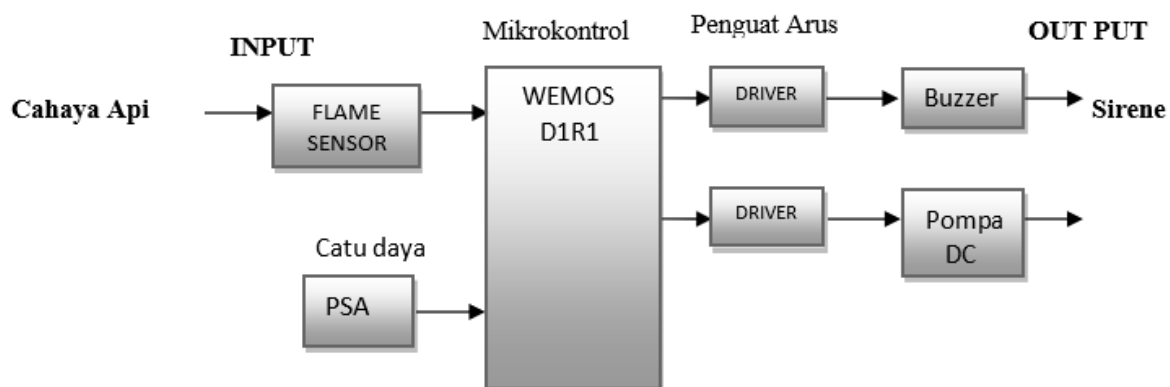 Mikrokontrol
Penguat Arus
OUT PUT
INPUT
Cahaya Api
FLAME
SENSOR
WEMOS
D1R1
DRIVER
Buzzer
Sirene
DRIVER
Pompa
DC
Catu daya
PSA